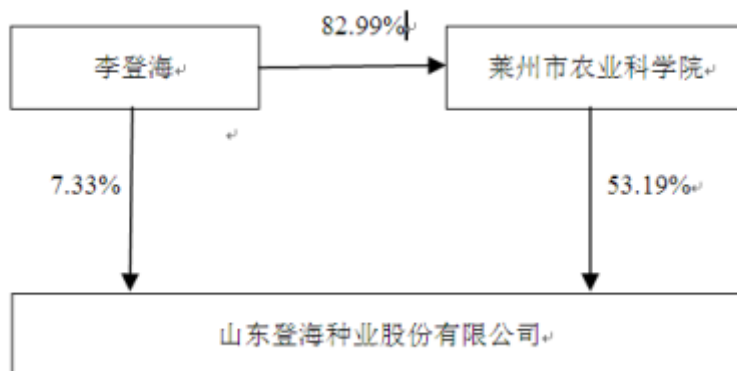 82.99%
李登海
莱州市农业科学院
7.33%
53.19%
山东登海种业股份有限公司